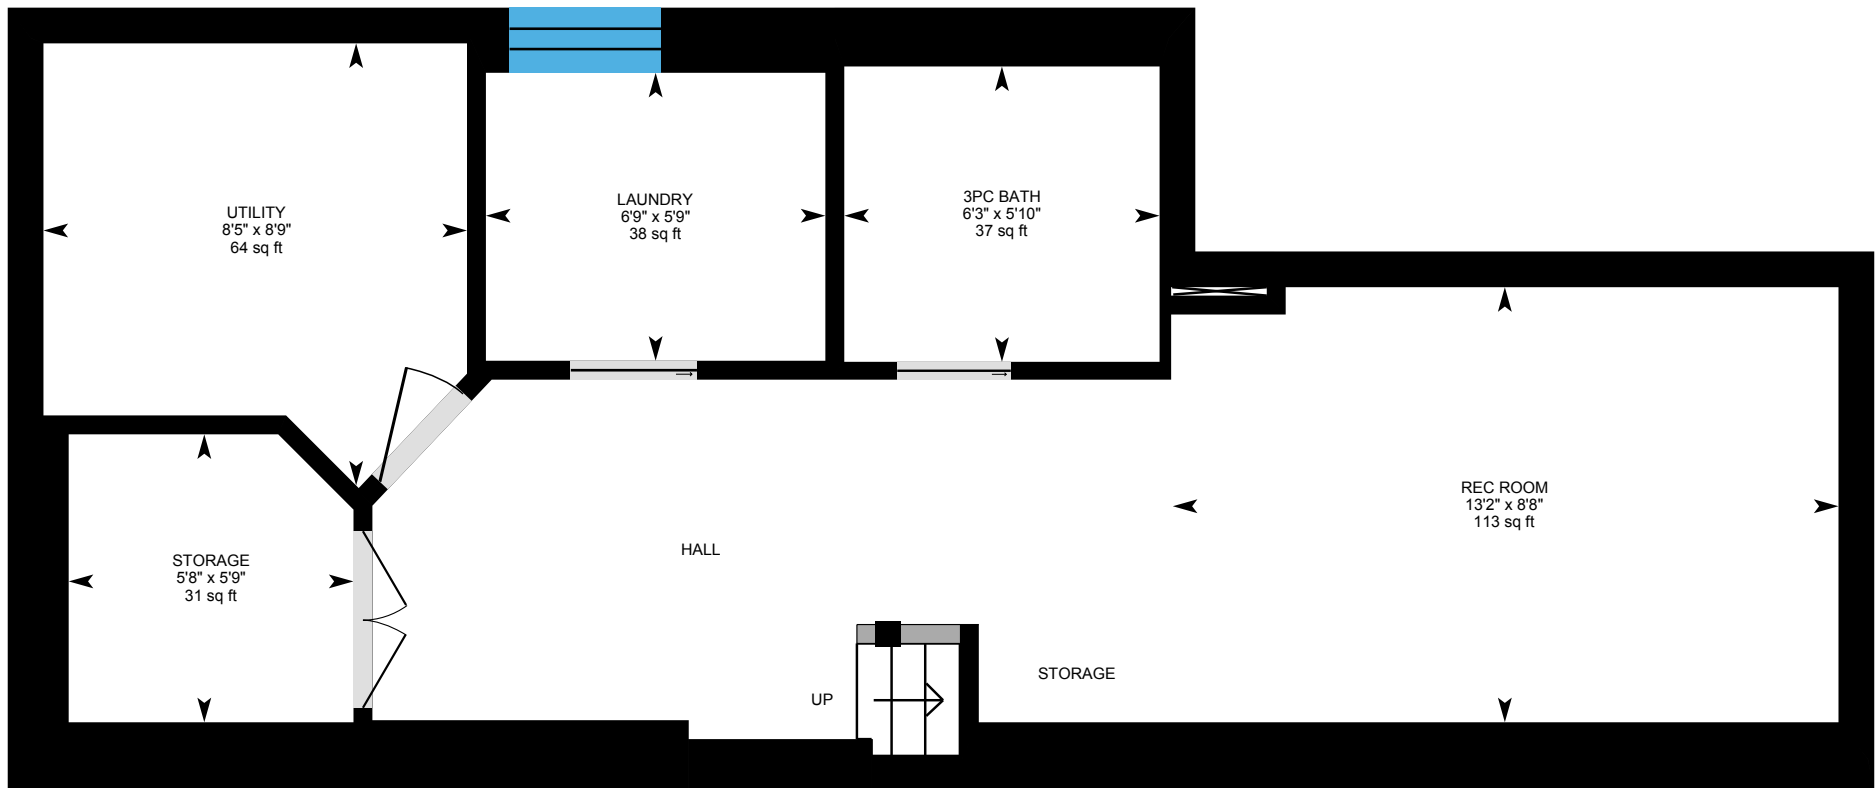 UTILITY
8'5" x 8'9"
64 sq ft
LAUNDRY
6'9" x 5'9"
38 sq ft
3PC BATH
6'3" x 5'10"
37 sq ft
REC ROOM
13'2" x 8'8"
113 sq ft
STORAGE
5'8" x 5'9"
31 sq ft
HALL
STORAGE
UP